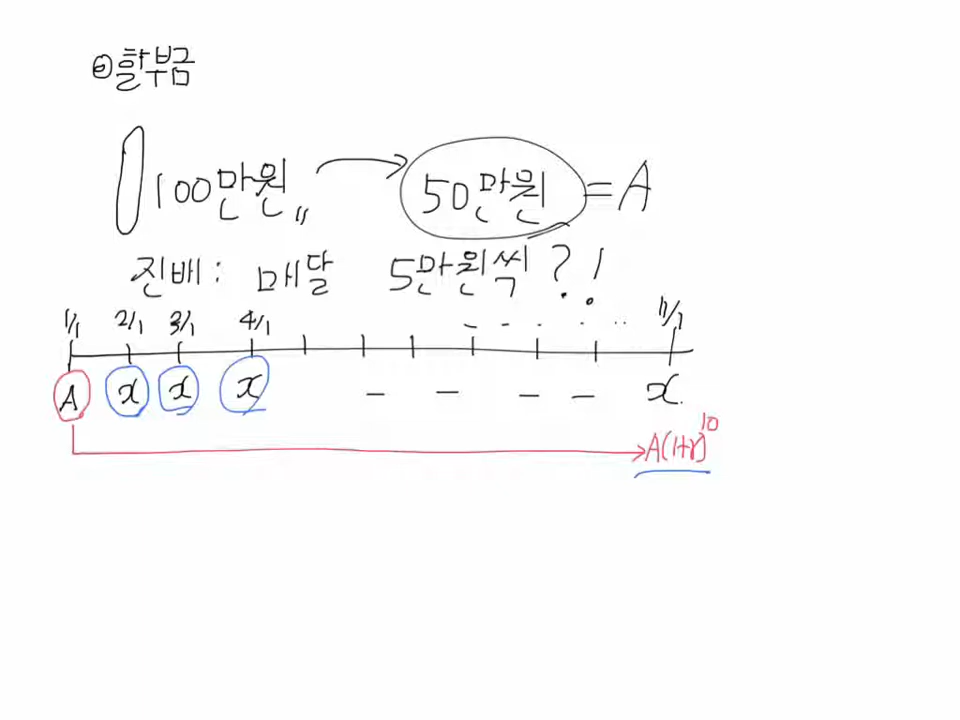 ⊖할부금
100만원 〃 50만원 = A
진배: 매달 5만원씩?!
1/1 2/1 3/1 4/1 - - · · ·· 11/1
A x x x - - - - x.
A(1+r)^10